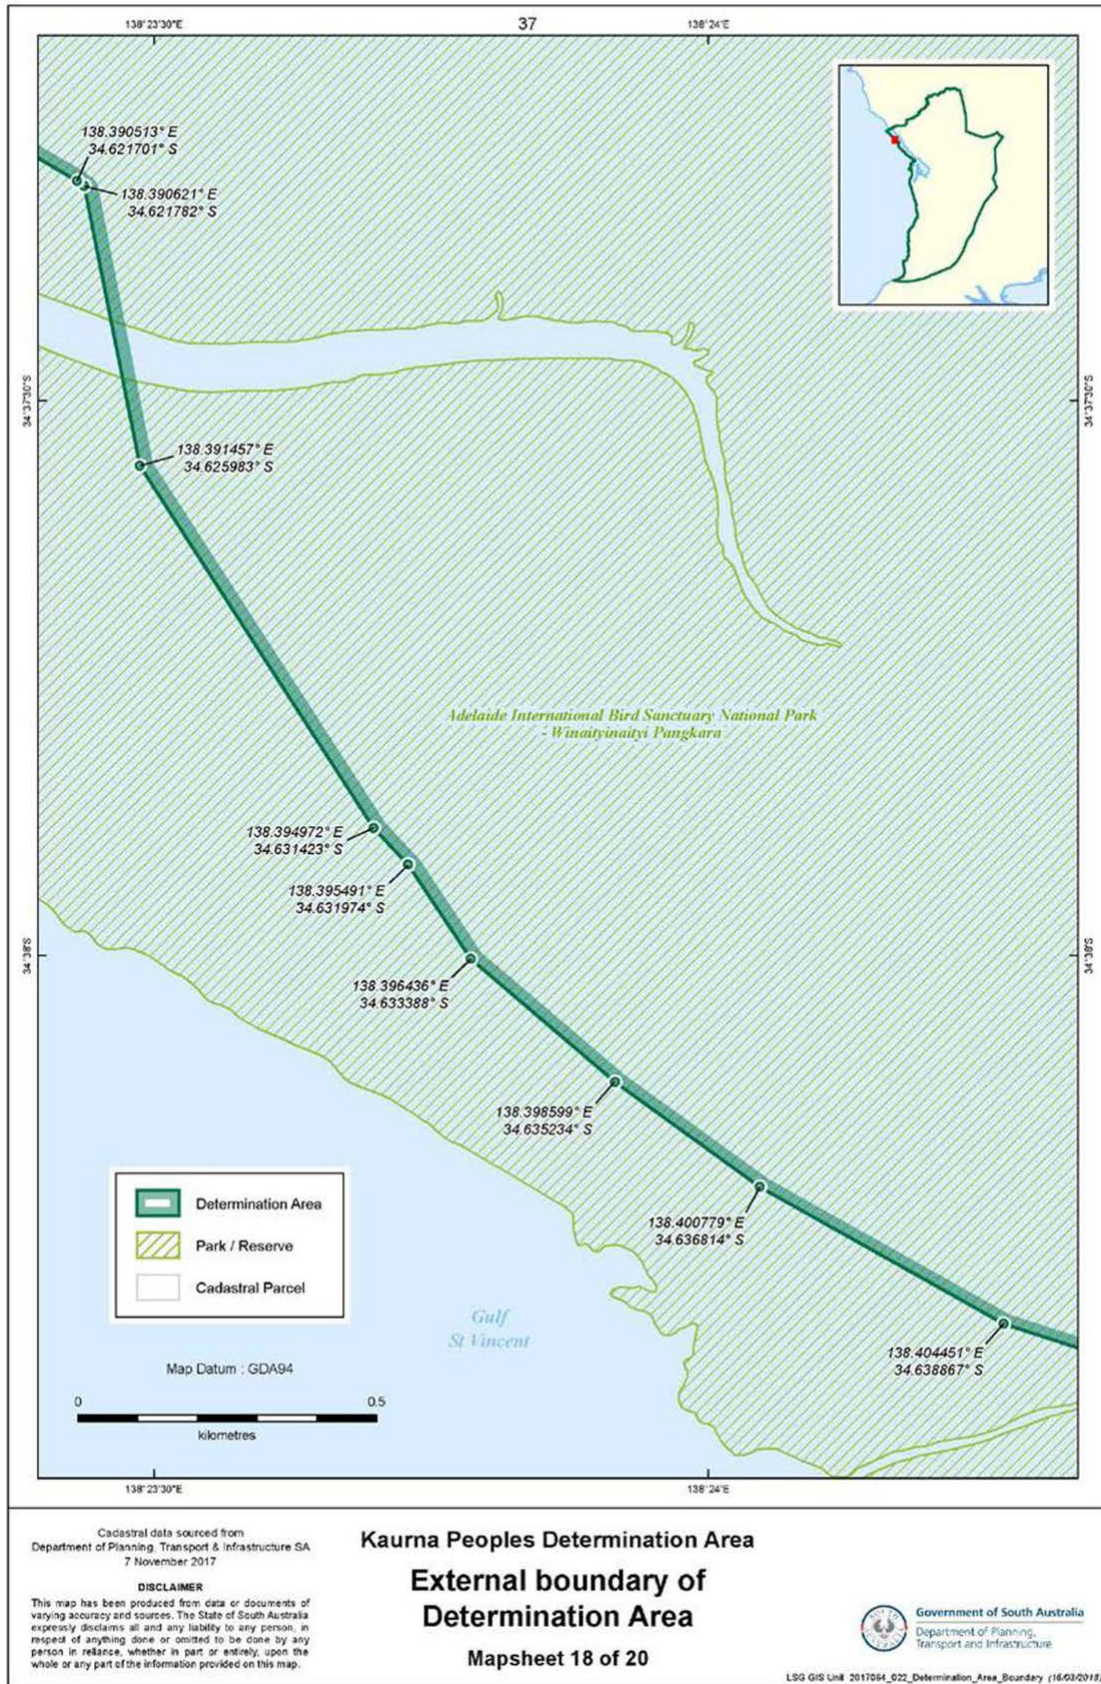 138°23'30"E
37
138°24'E
138.390513° E
34.621701° S
138.390621° E
34.621782° S
34°37'30"S
34°37'30"S
138.391457° E
34.625983° S
Adelaide International Bird Sanctuary National Park
- Winaityinaityi Pangkara
138.394972° E
34.631423° S
138.395491° E
34.631974° S
34°38'S
34°38'S
138.396436° E
34.633388° S
138.398599° E
34.635234° S
138.400779° E
34.636814° S
138.404451° E
34.638867° S
Determination Area
Park / Reserve
Cadastral Parcel
Gulf
St Vincent
Map Datum : GDA94
0 0.5
kilometres
138°23'30"E
138°24'E
Cadastral data sourced from
Department of Planning, Transport & Infrastructure SA
7 November 2017
DISCLAIMER
This map has been produced from data or documents of
varying accuracy and sources. The State of South Australia
expressly disclaims all and any liability to any person, in
respect of anything done or omitted to be done by any
person in reliance, whether in part or entirely, upon the
whole or any part of the information provided on this map.
Kaurna Peoples Determination Area
External boundary of
Determination Area
Mapsheet 18 of 20
Government of South Australia
Department of Planning,
Transport and Infrastructure
LSG GIS Unit 2017064_022_Determination_Area_Boundary (16/03/2018)